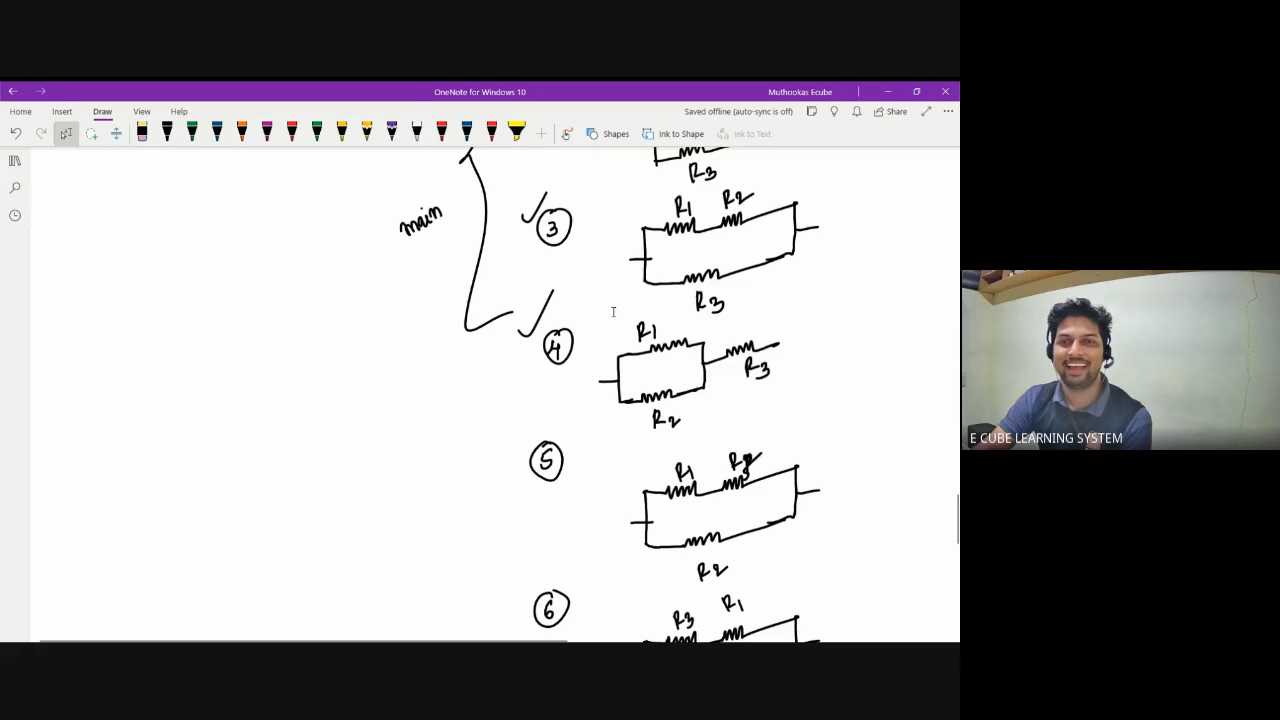 OneNote for Windows 10
Muthookas Ecube
Home Insert Draw View Help
Saved offline (auto-sync is off)
Share
Shapes
Ink to Shape
Ink to Text
R3
main
3
R1 R2
R3
4
R1
R3
R2
5
R1
R2
6
R3 R1
E CUBE LEARNING SYSTEM